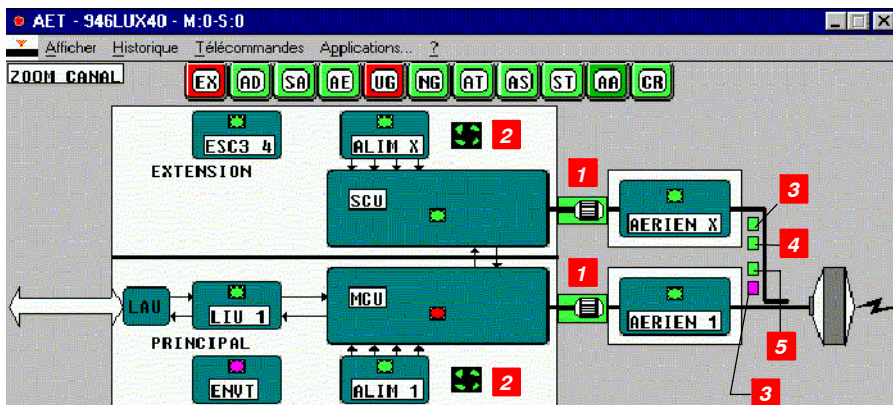 AET - 946LUX40 - M:0-S:0
Afficher Historique Télécommandes Applications... ?
ZOOM CANAL
EX AD SA AE UG NG AT AS ST AA CR
ESC3 4
ALIM X
2
EXTENSION
SCU
1
AERIEN X
3
4
LAU
LIU 1
MCU
1
AERIEN 1
5
PRINCIPAL
ENVT
ALIM 1
2
3